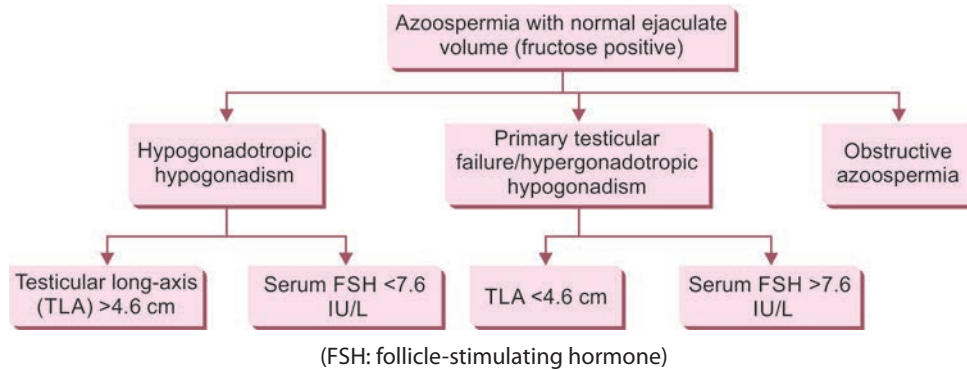 Azoospermia with normal ejaculate
volume (fructose positive)
Hypogonadotropic
hypogonadism
Primary testicular
failure/hypergonadotropic
hypogonadism
Obstructive
azoospermia
Testicular long-axis
(TLA) >4.6 cm
Serum FSH <7.6
IU/L
TLA <4.6 cm
Serum FSH >7.6
IU/L
(FSH: follicle-stimulating hormone)